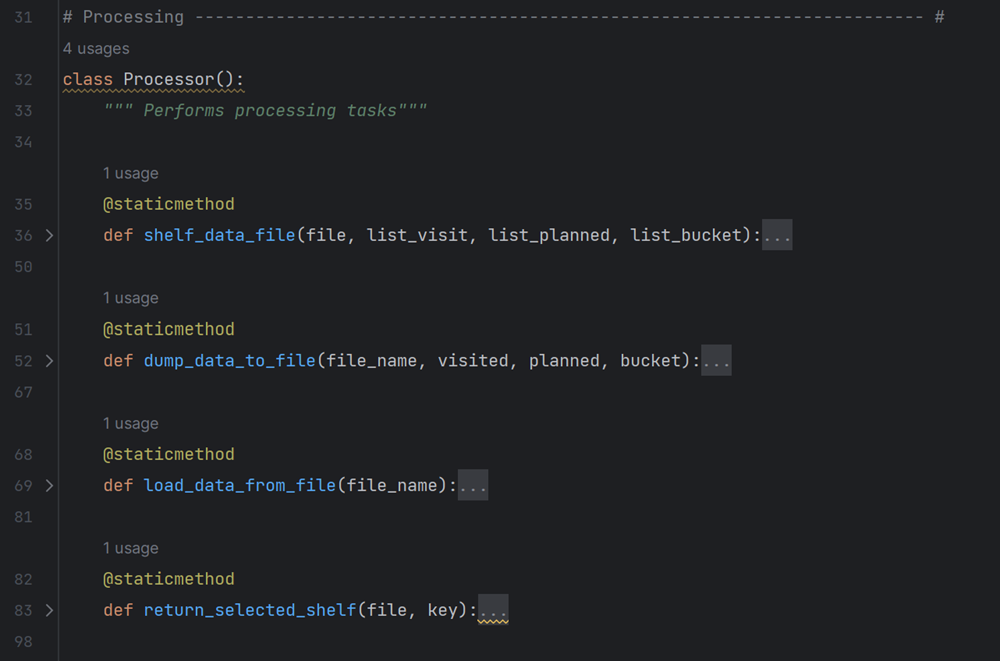 31 # Processing ------------------------------------------------------------------------ #
4 usages
32 class Processor():
33 """ Performs processing tasks"""
34
1 usage
35 @staticmethod
36 def shelf_data_file(file, list_visit, list_planned, list_bucket):...
50
1 usage
51 @staticmethod
52 def dump_data_to_file(file_name, visited, planned, bucket):...
67
1 usage
68 @staticmethod
69 def load_data_from_file(file_name):...
81
1 usage
82 @staticmethod
83 def return_selected_shelf(file, key):...
98